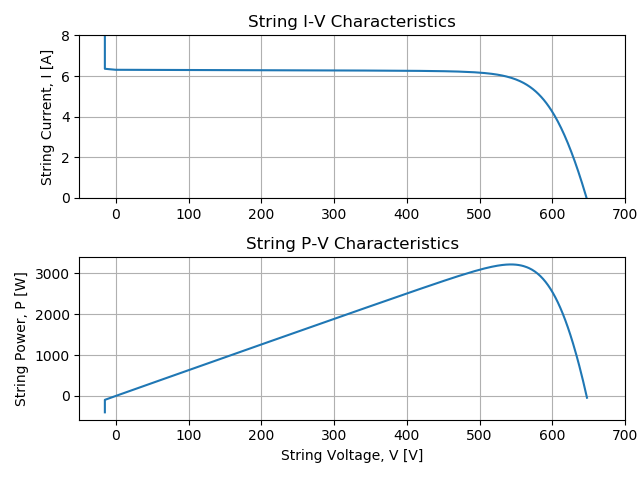 String I-V Characteristics
String Current, I [A]
8
6
4
2
0
0 100 200 300 400 500 600 700
String P-V Characteristics
String Power, P [W]
3000
2000
1000
0
0 100 200 300 400 500 600 700
String Voltage, V [V]